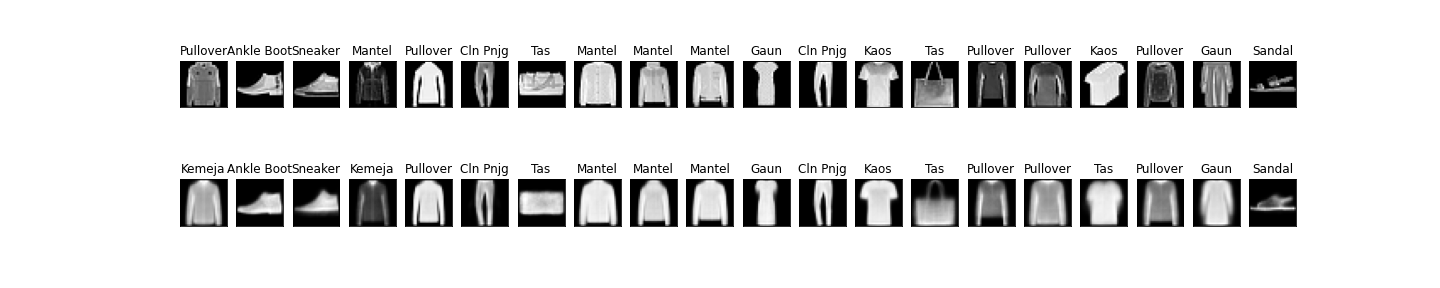 Pullover Ankle Boot Sneaker Mantel Pullover Cln Pnjg Tas Mantel Mantel Mantel Gaun Cln Pnjg Kaos Tas Pullover Pullover Kaos Pullover Gaun Sandal
Kemeja Ankle Boot Sneaker Kemeja Pullover Cln Pnjg Tas Mantel Mantel Mantel Gaun Cln Pnjg Kaos Tas Pullover Pullover Tas Pullover Gaun Sandal